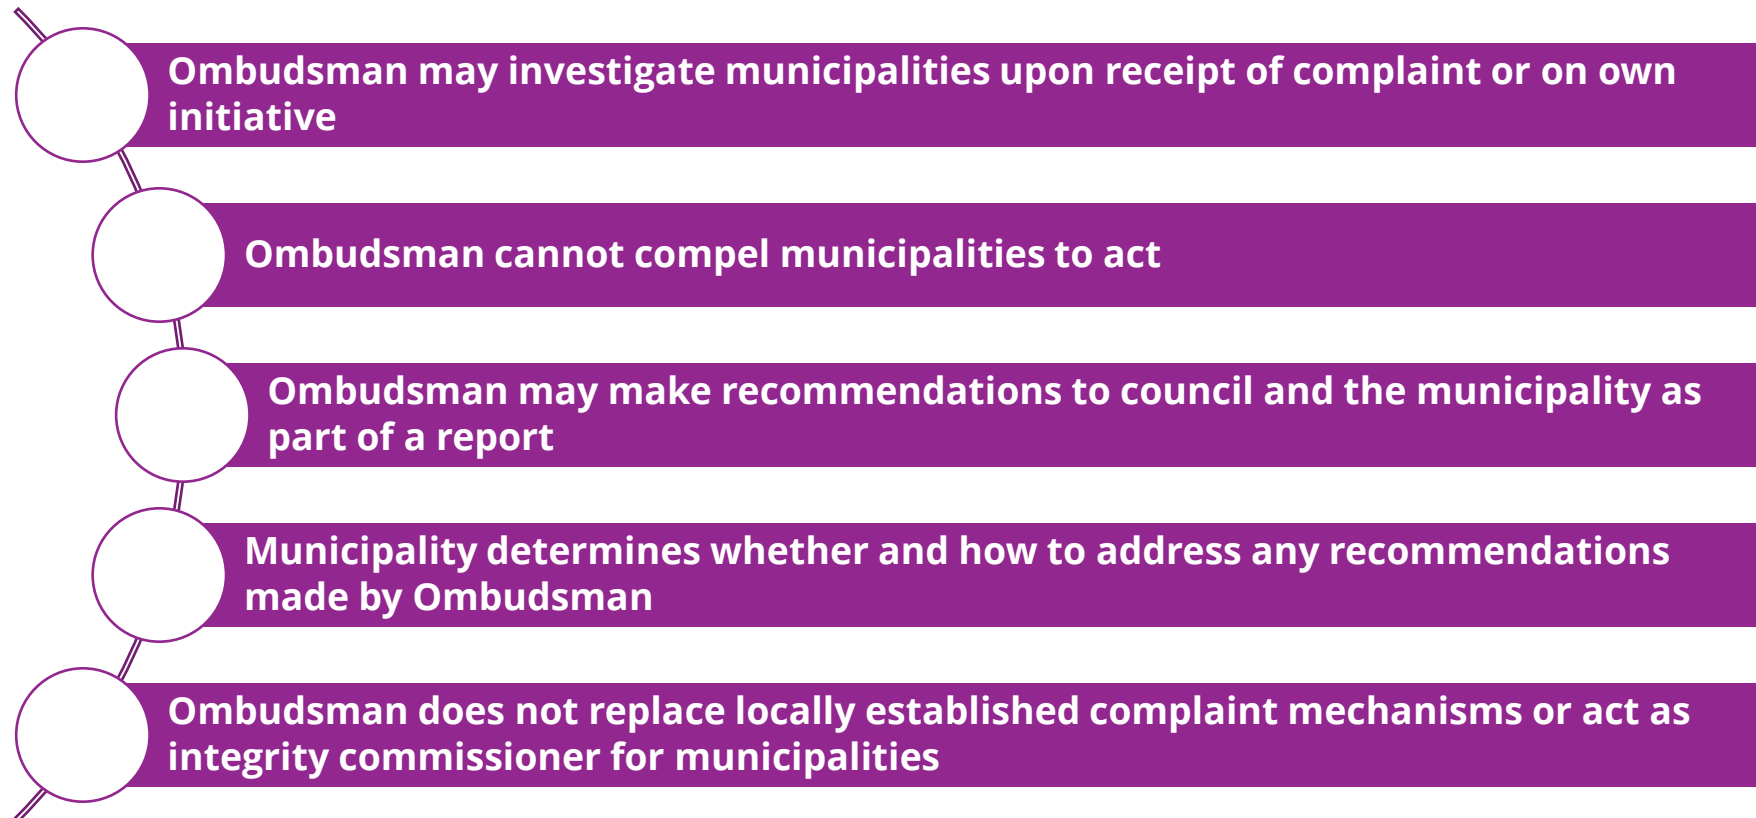 Ombudsman may investigate municipalities upon receipt of complaint or on own
initiative
Ombudsman cannot compel municipalities to act
Ombudsman may make recommendations to council and the municipality as
part of a report
Municipality determines whether and how to address any recommendations
made by Ombudsman
Ombudsman does not replace locally established complaint mechanisms or act as
integrity commissioner for municipalities